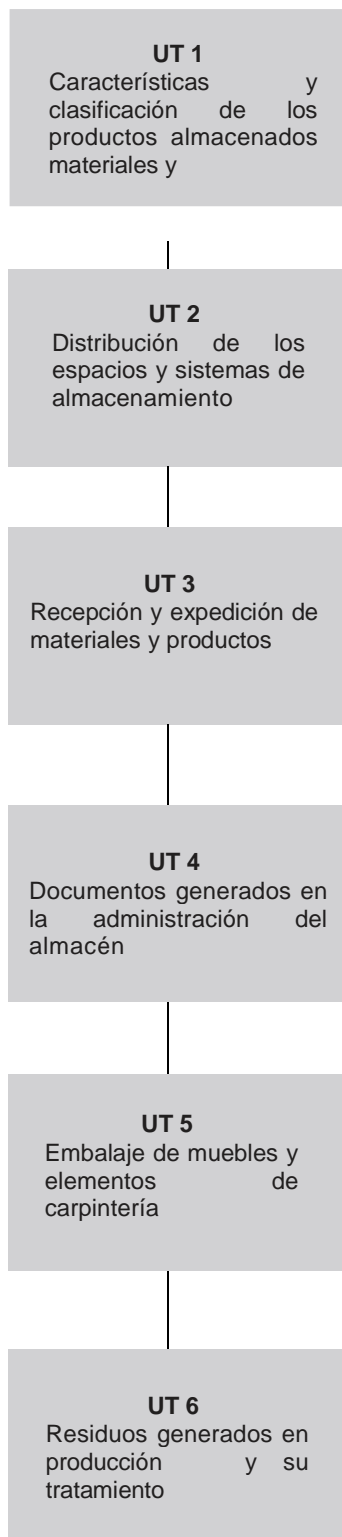 UT 1
Características y
clasificación de los
productos almacenados
materiales y
UT 2
Distribución de los
espacios y sistemas de
almacenamiento
UT 3
Recepción y expedición de
materiales y productos
UT 4
Documentos generados en
la administración del
almacén
UT 5
Embalaje de muebles y
elementos de
carpintería
UT 6
Residuos generados en
producción y su
tratamiento